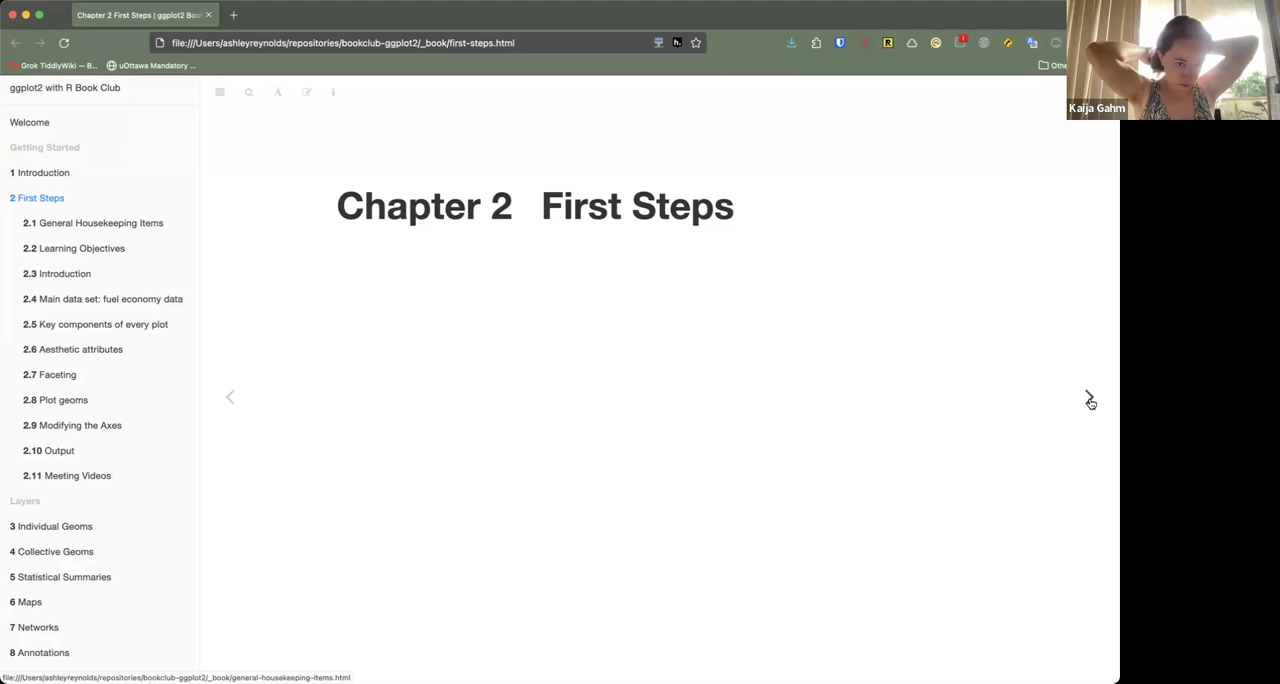 Chapter 2 First Steps | ggplot2 Boo
file:///Users/ashleyreynolds/repositories/bookclub-ggplot2/_book/first-steps.html
Grok TiddlyWiki — B...
uOttawa Mandatory ...
Othe
Kaija Gahm
ggplot2 with R Book Club
Welcome
Getting Started
1 Introduction
2 First Steps
2.1 General Housekeeping Items
2.2 Learning Objectives
2.3 Introduction
2.4 Main data set: fuel economy data
2.5 Key components of every plot
2.6 Aesthetic attributes
2.7 Faceting
2.8 Plot geoms
2.9 Modifying the Axes
2.10 Output
2.11 Meeting Videos
Layers
3 Individual Geoms
4 Collective Geoms
5 Statistical Summaries
6 Maps
7 Networks
8 Annotations
Chapter 2 First Steps
file:///Users/ashleyreynolds/repositories/bookclub-ggplot2/_book/general-housekeeping-items.html